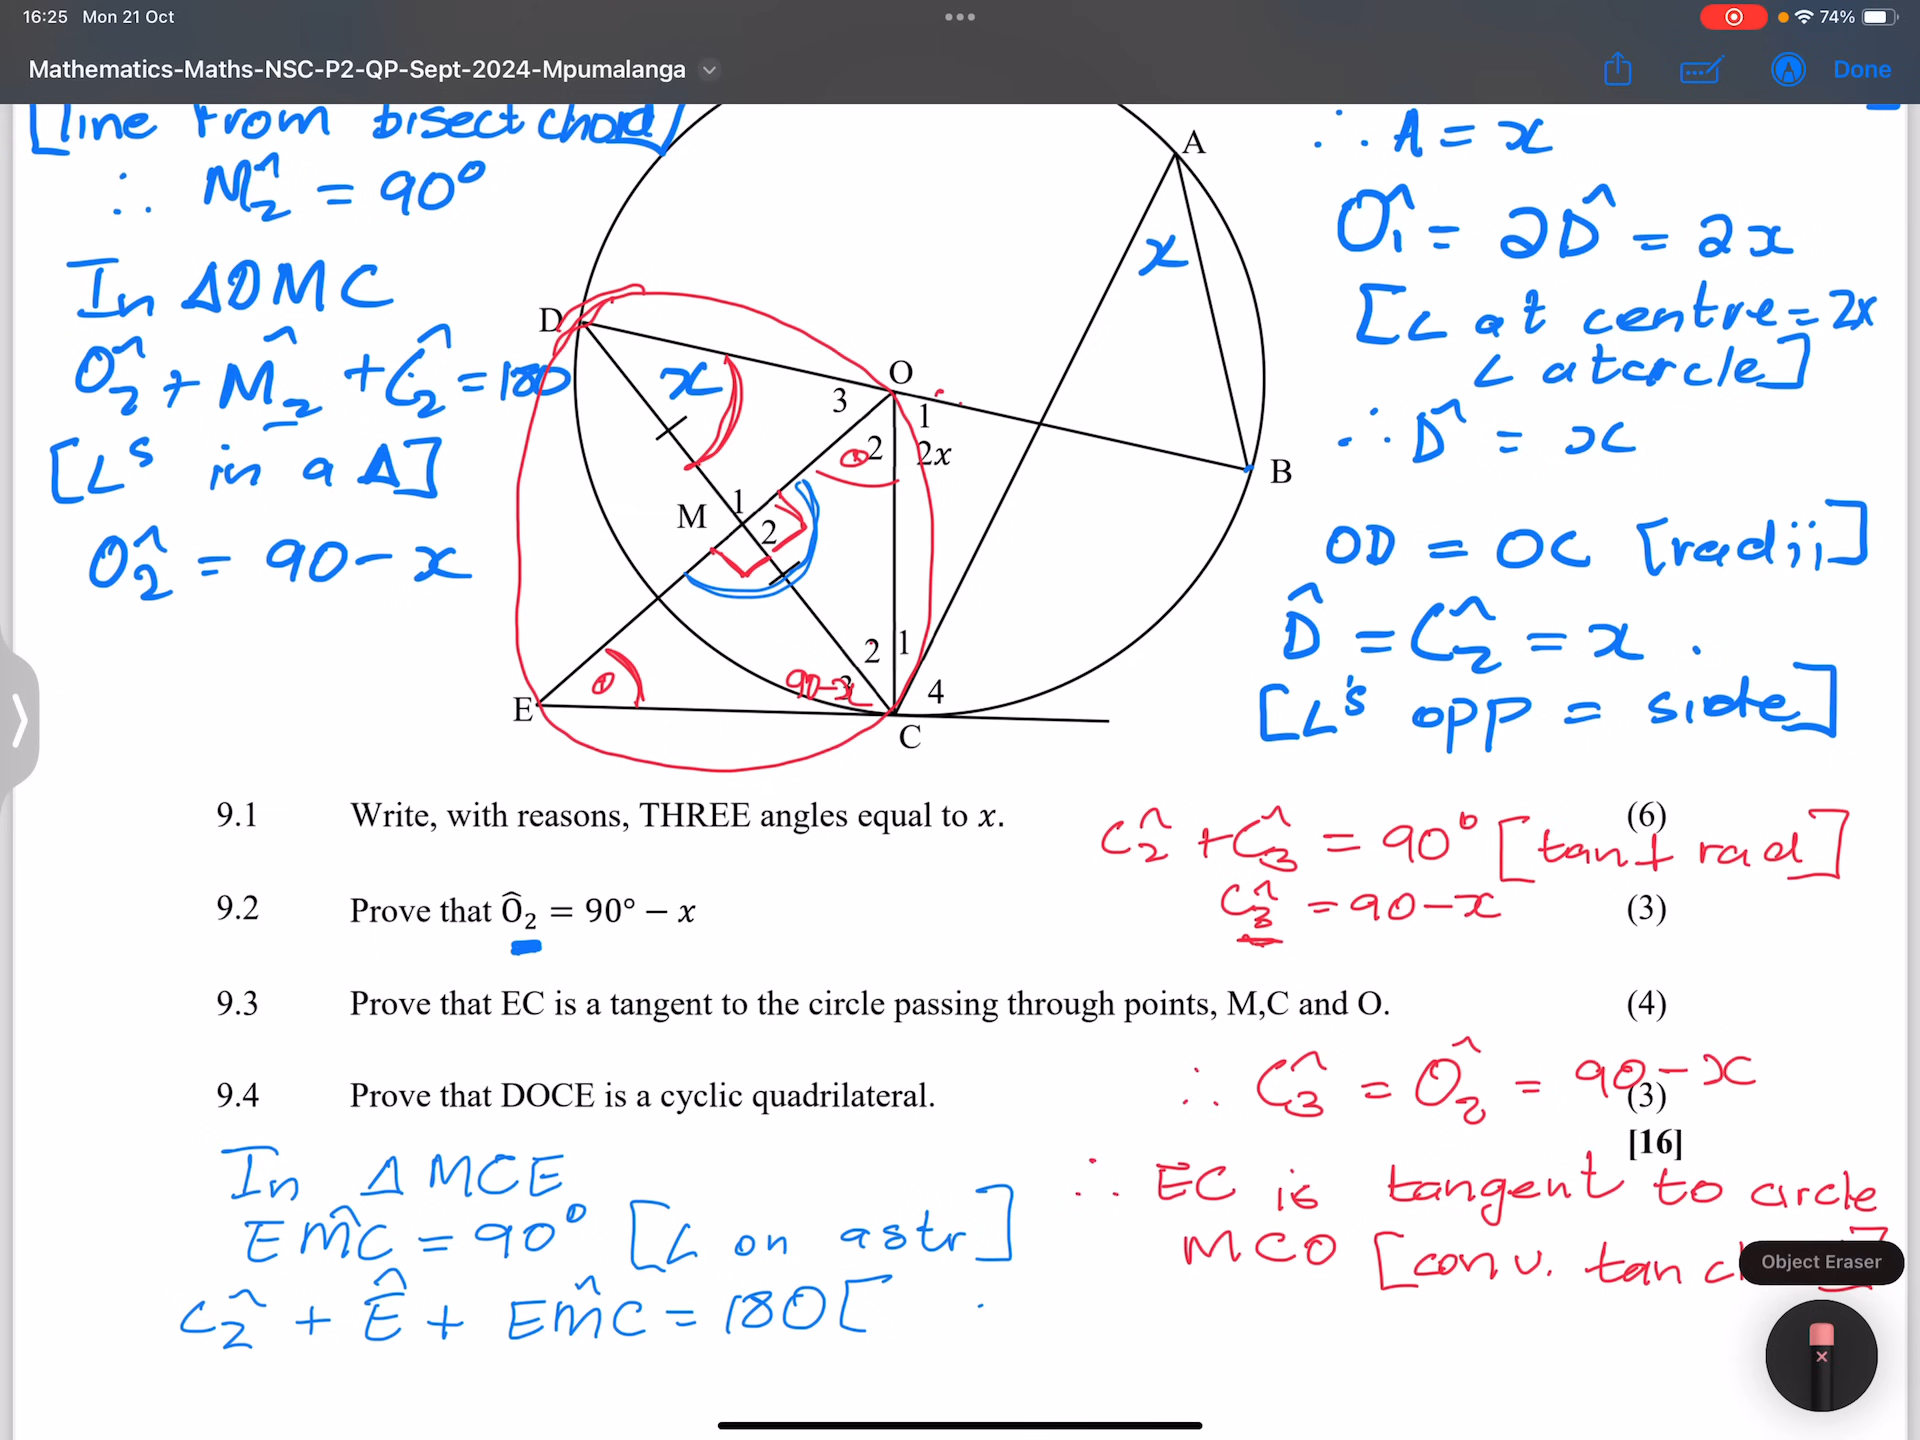 16:25 Mon 21 Oct
74%
Mathematics-Maths-NSC-P2-QP-Sept-2024-Mpumalanga
Done
[line from bisect chord]
∴ M̂₂ = 90°
In ΔOMC
Ô₂ + M̂₂ + Ĉ₂ = 180
[∠s in a Δ]
Ô₂ = 90 - x
A
x
D
x
O
3
1
2
2x
B
M
1
2
2
1
90-x
4
E
C
∴ A = x
Ô₁ = 2D̂ = 2x
[∠ at centre = 2x
∠ at circle]
∴ D̂ = x
OD = OC [radii]
D̂ = Ĉ₂ = x.
[∠'s opp = side]
9.1 Write, with reasons, THREE angles equal to x. (6)
Ĉ₂ + Ĉ₃ = 90° [tan ⊥ rad]
Ĉ₃ = 90 - x
9.2 Prove that Ô₂ = 90° − x (3)
9.3 Prove that EC is a tangent to the circle passing through points, M,C and O. (4)
∴ Ĉ₃ = Ô₂ = 90 - x
9.4 Prove that DOCE is a cyclic quadrilateral. (3)
[16]
In Δ MCE
EM̂C = 90° [∠ on a str]
Ĉ₂ + Ê + EM̂C = 180 [
∴ EC is tangent to circle
MCO [conv. tan
Object Eraser